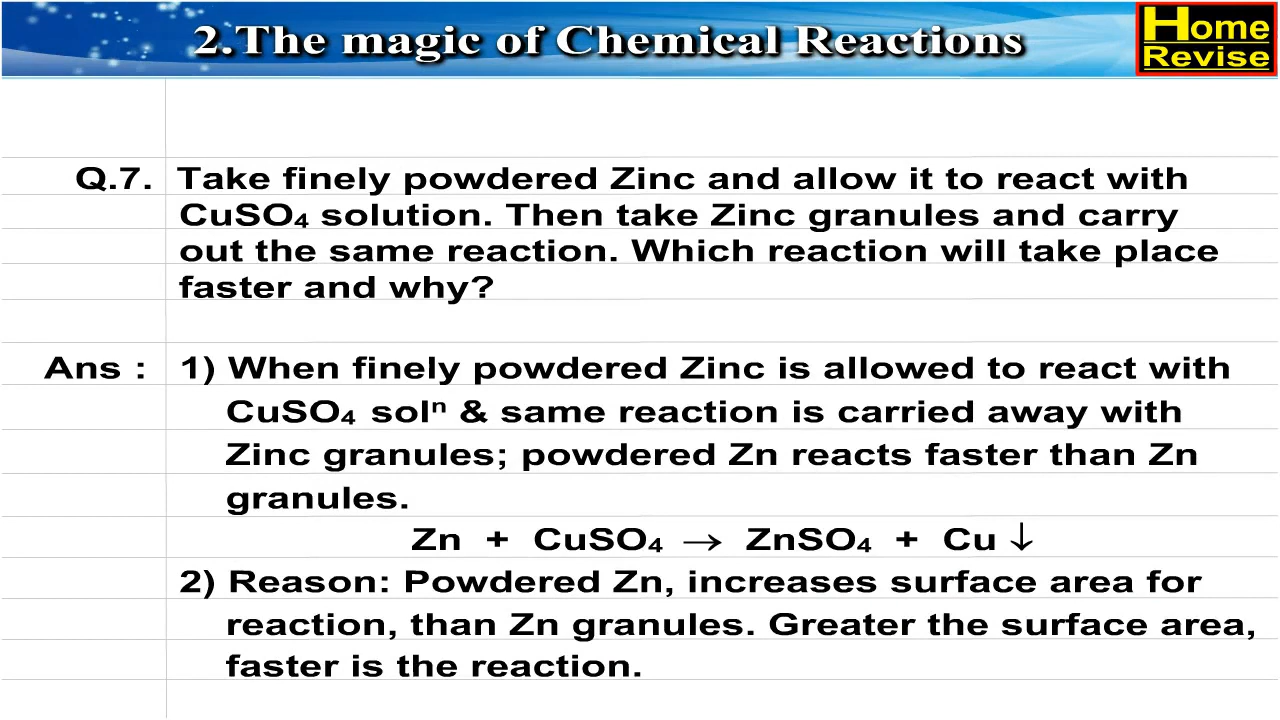 2.The magic of Chemical Reactions
Home
Revise
Q.7. Take finely powdered Zinc and allow it to react with
CuSO₄ solution. Then take Zinc granules and carry
out the same reaction. Which reaction will take place
faster and why?
Ans : 1) When finely powdered Zinc is allowed to react with
CuSO₄ solⁿ & same reaction is carried away with
Zinc granules; powdered Zn reacts faster than Zn
granules.
Zn + CuSO₄ → ZnSO₄ + Cu ↓
2) Reason: Powdered Zn, increases surface area for
reaction, than Zn granules. Greater the surface area,
faster is the reaction.